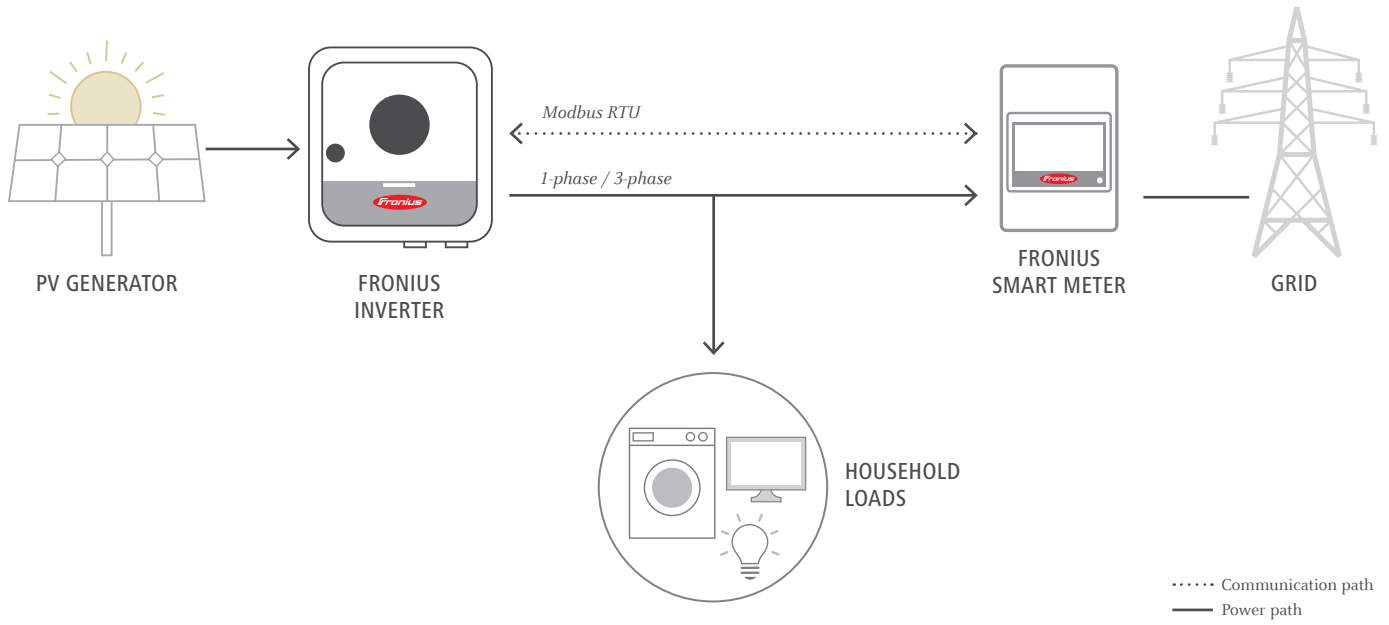 Modbus RTU
1-phase / 3-phase
Fronius
Fronius
PV GENERATOR
FRONIUS
INVERTER
FRONIUS
SMART METER
GRID
HOUSEHOLD
LOADS
Communication path
Power path